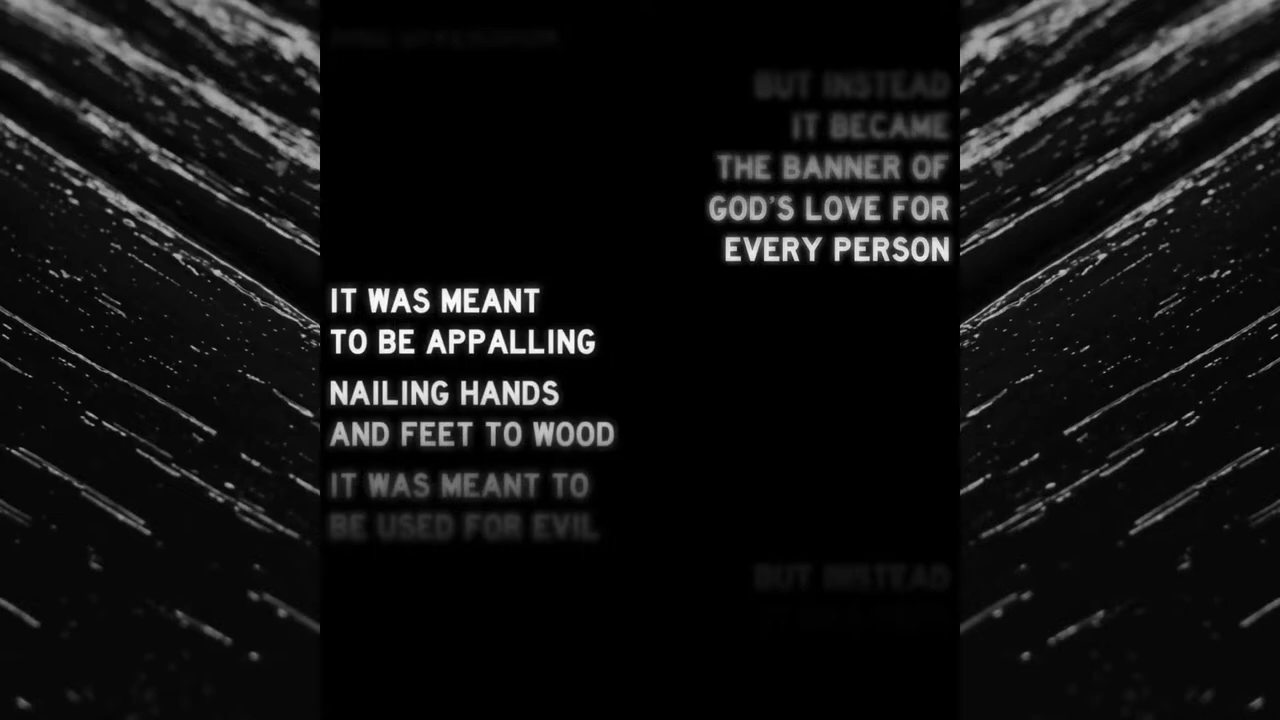 BUT INSTEAD
IT BECAME
THE BANNER OF
GOD'S LOVE FOR
EVERY PERSON
IT WAS MEANT
TO BE APPALLING
NAILING HANDS
AND FEET TO WOOD
IT WAS MEANT TO
BE USED FOR EVIL
BUT INSTEAD